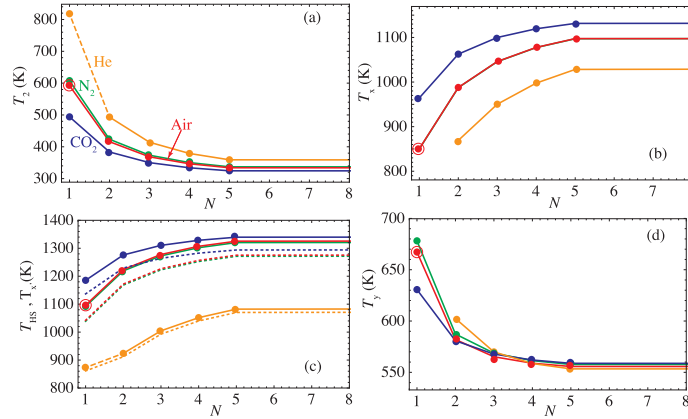 (a)
T2 (K)
800
700
600
500
400
300
He
N2
Air
CO2
1 2 3 4 5 6 7 8
N
(b)
Tx (K)
1100
1000
900
800
1 2 3 4 5 6 7
N
(c)
THS , Tx' (K)
1400
1300
1200
1100
1000
900
800
1 2 3 4 5 6 7 8
N
(d)
Ty (K)
700
650
600
550
1 2 3 4 5 6 7 8
N